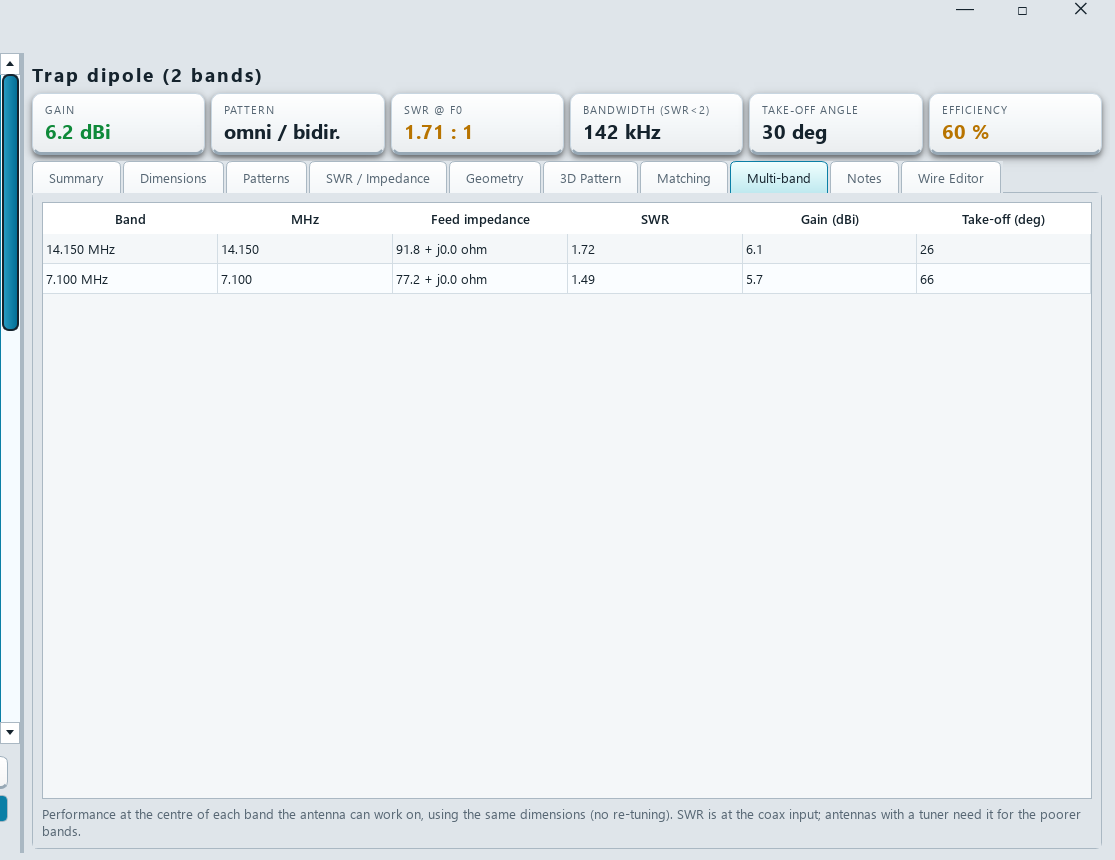 Trap dipole (2 bands)
GAIN PATTERN SWR @ F0 BANDWIDTH (SWR<2) TAKE-OFF ANGLE EFFICIENCY
6.2 dBi omni / bidir. 1.71 : 1 142 kHz 30 deg 60 %
Summary Dimensions Patterns SWR / Impedance Geometry 3D Pattern Matching Multi-band Notes Wire Editor
Band MHz Feed impedance SWR Gain (dBi) Take-off (deg)
14.150 MHz 14.150 91.8 + j0.0 ohm 1.72 6.1 26
7.100 MHz 7.100 77.2 + j0.0 ohm 1.49 5.7 66
Performance at the centre of each band the antenna can work on, using the same dimensions (no re-tuning). SWR is at the coax input; antennas with a tuner need it for the poorer
bands.